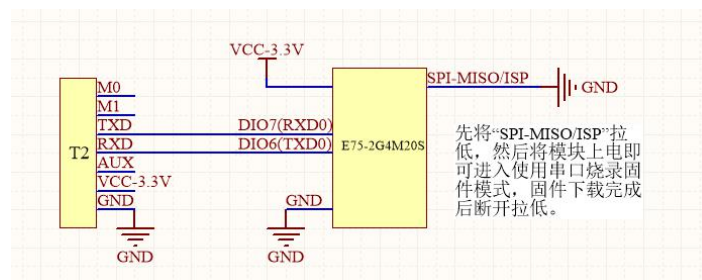 VCC-3.3V
SPI-MISO/ISP
GND
M0
M1
TXD
DIO7(RXD0)
RXD
DIO6(TXD0)
E75-2G4M20S
T2
AUX
VCC-3.3V
GND
GND
GND
GND
先将“SPI-MISO/ISP”拉
低，然后将模块上电即
可进入使用串口烧录固
件模式，固件下载完成
后断开拉低。